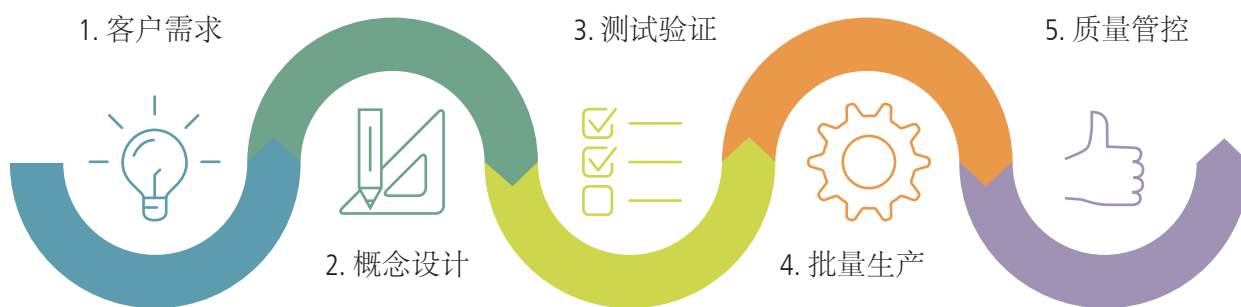 1. 客户需求
2. 概念设计
3. 测试验证
4. 批量生产
5. 质量管控